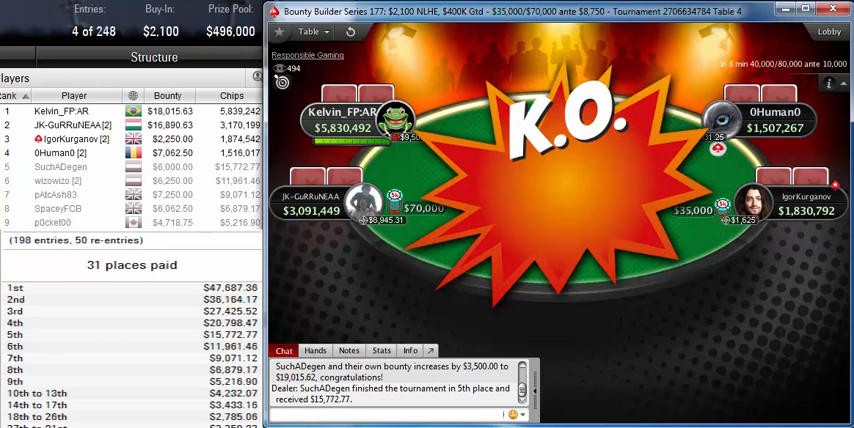 Bounty Builder Series 177: $2,100 NLHE, $400K Gtd - $35,000/$70,000 ante $8,750 - Tournament 2706634784 Table 4
Entries: Buy-In: Prize Pool:
4 of 248 $2,100 $496,000
Structure
Players
Rank Player Bounty Chips
1 Kelvin_FP:AR $18,015.63 5,839,242
2 JK-GuRRuNEAA [2] $16,890.63 3,170,199
3 IgorKurganov [2] $2,250.00 1,874,542
4 0Human0 [2] $7,062.50 1,516,017
5 SuchADegen $6,000.00 $15,772.77
6 wizowizo [2] $6,250.00 $11,961.46
7 pAtcAsh83 $7,250.00 $9,071.12
8 SpaceyFCB $6,062.50 $6,879.17
9 p0cket00 $4,718.75 $5,216.90
(198 entries, 50 re-entries)
31 places paid
1st $47,687.36
2nd $36,164.17
3rd $27,425.52
4th $20,798.47
5th $15,772.77
6th $11,961.46
7th $9,071.12
8th $6,879.17
9th $5,216.90
10th to 13th $4,232.07
14th to 17th $3,433.16
18th to 26th $2,785.06
Table Lobby
Responsible Gaming
494
in 6 min 40,000/80,000 ante 10,000
K.O.
Kelvin_FP:AR
$5,830,492
0Human0
$1,507,267
31.25
JK-GuRRuNEAA
$3,091,449
$70,000
$8,945.31
$35,000
IgorKurganov
$1,830,792
$1,625
Chat Hands Notes Stats Info
SuchADegen and their own bounty increases by $3,500.00 to
$19,015.62, congratulations!
Dealer: SuchADegen finished the tournament in 5th place and
received $15,772.77.